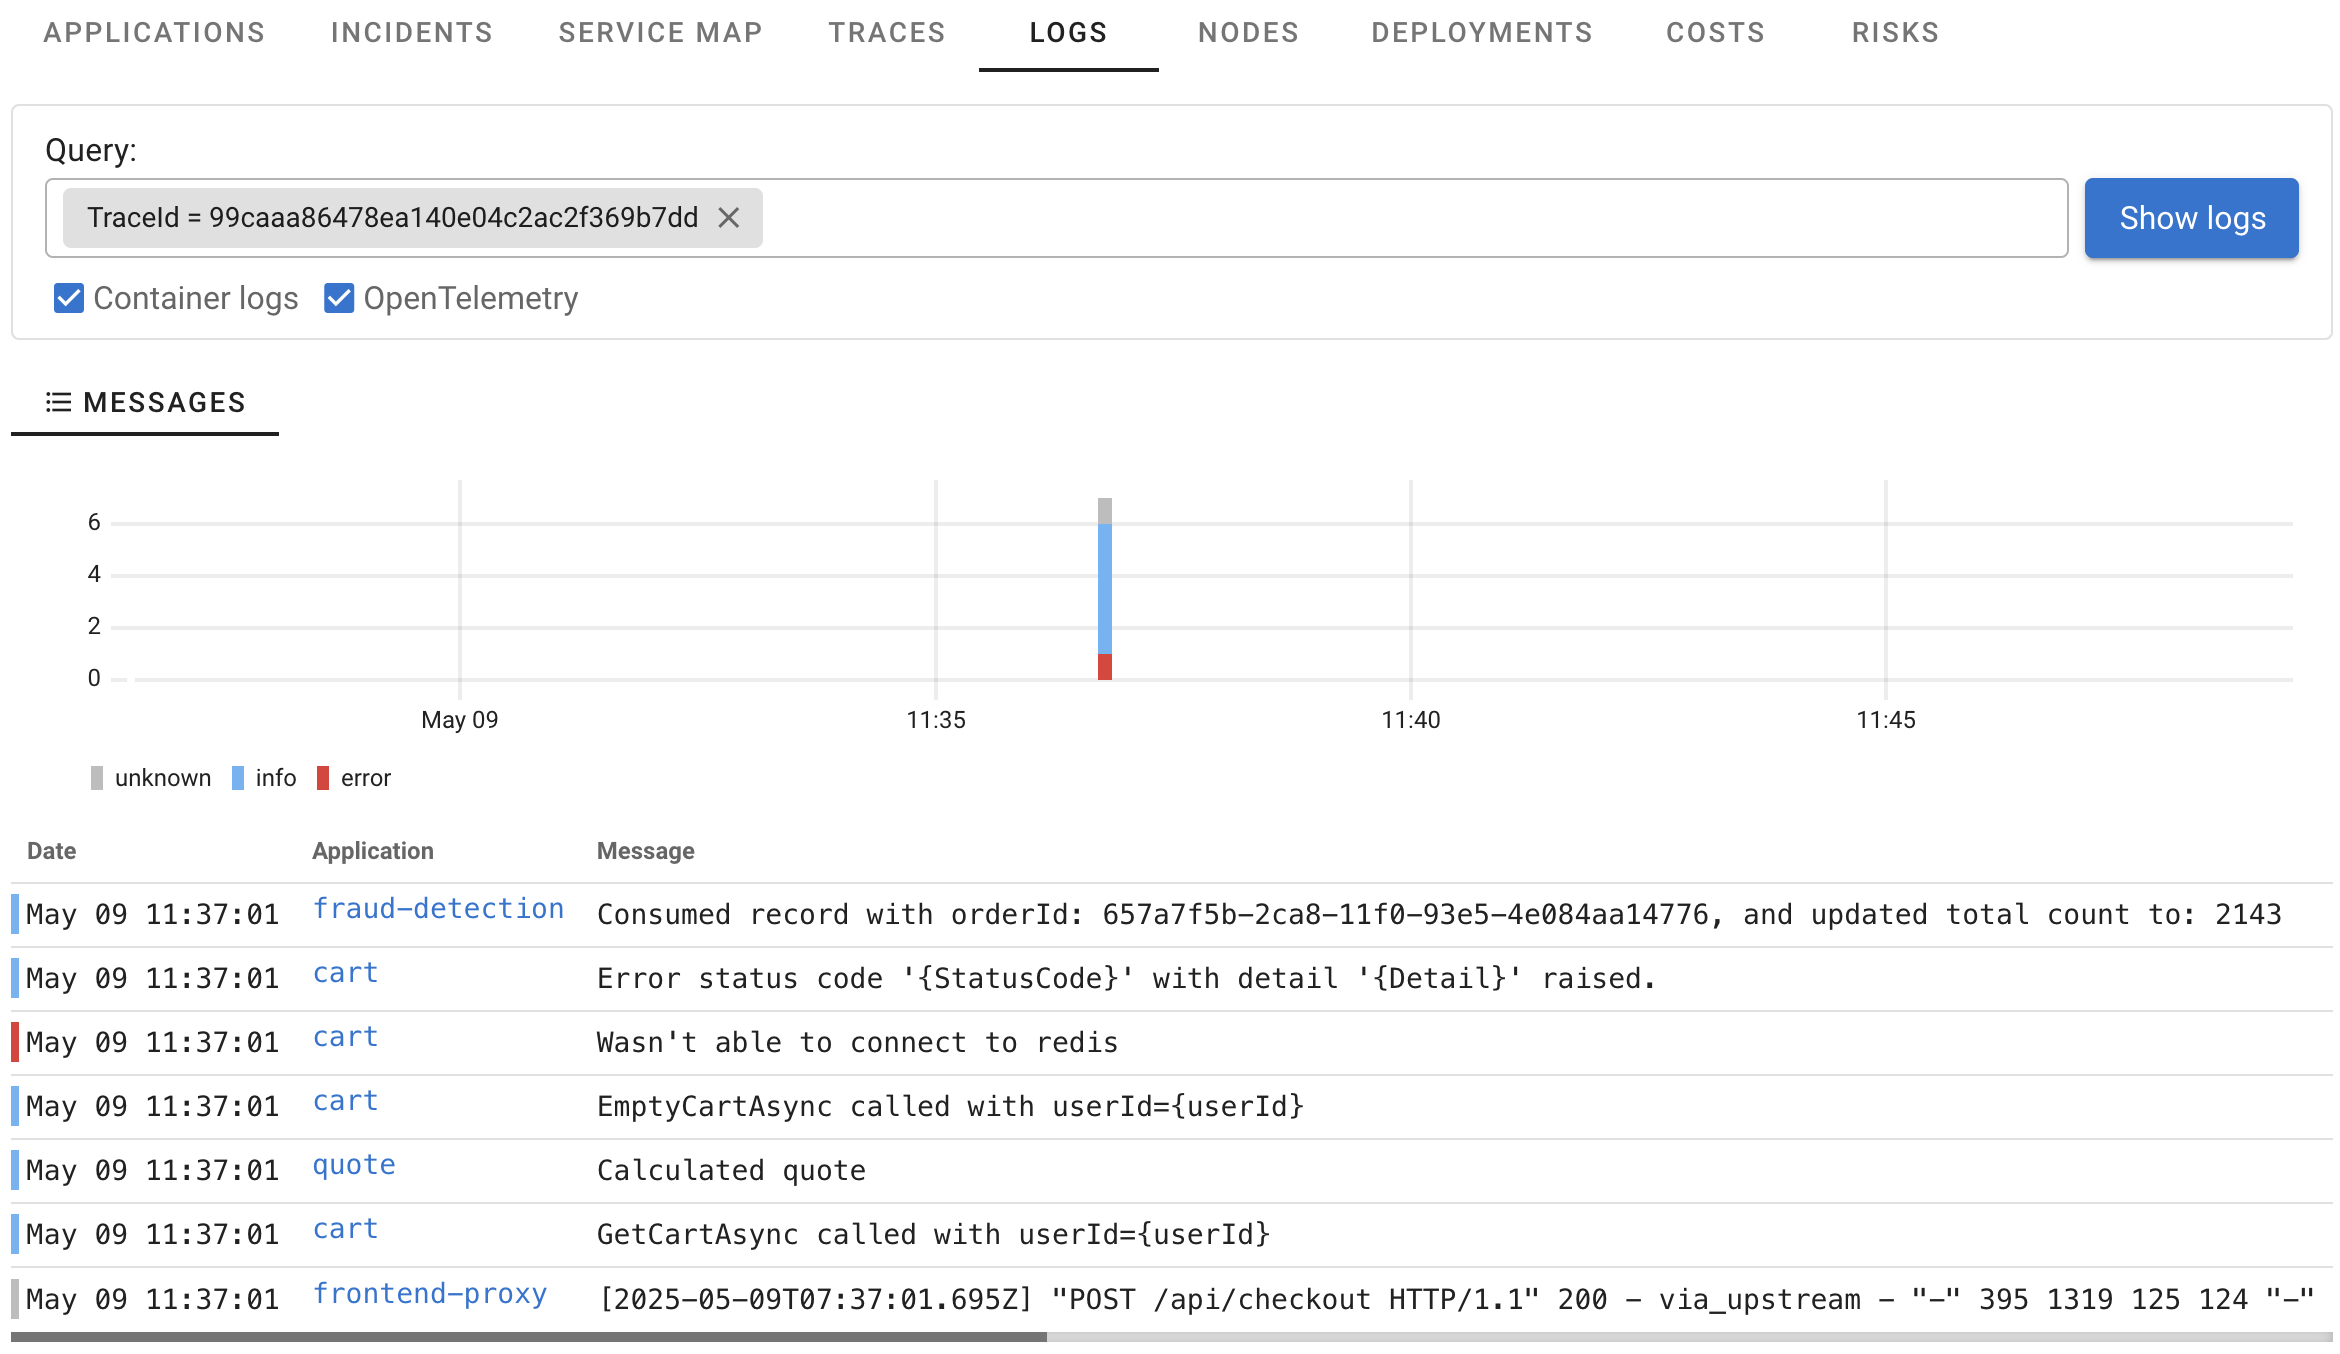 APPLICATIONS INCIDENTS SERVICE MAP TRACES LOGS NODES DEPLOYMENTS COSTS RISKS
Query:
TraceId = 99caaa86478ea140e04c2ac2f369b7dd
Show logs
Container logs OpenTelemetry
MESSAGES
6
4
2
0
May 09 11:35 11:40 11:45
unknown info error
Date Application Message
May 09 11:37:01 fraud-detection Consumed record with orderId: 657a7f5b-2ca8-11f0-93e5-4e084aa14776, and updated total count to: 2143
May 09 11:37:01 cart Error status code '{StatusCode}' with detail '{Detail}' raised.
May 09 11:37:01 cart Wasn't able to connect to redis
May 09 11:37:01 cart EmptyCartAsync called with userId={userId}
May 09 11:37:01 quote Calculated quote
May 09 11:37:01 cart GetCartAsync called with userId={userId}
May 09 11:37:01 frontend-proxy [2025-05-09T07:37:01.695Z] "POST /api/checkout HTTP/1.1" 200 - via_upstream - "-" 395 1319 125 124 "-"